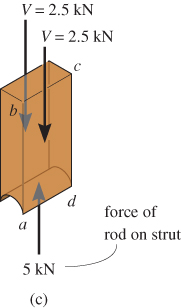 V = 2.5 kN
V = 2.5 kN
c
b
d
a
force of
rod on strut
5 kN
(c)